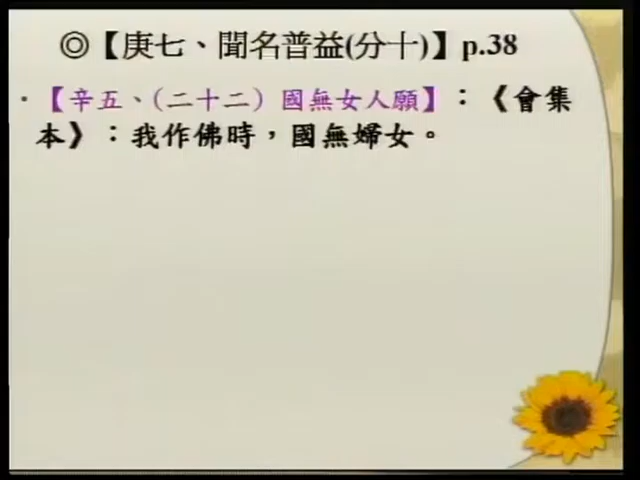 ◎【庚七、聞名普益(分十)】p.38
·【辛五、(二十二) 國無女人願】：《會集
本》：我作佛時，國無婦女。